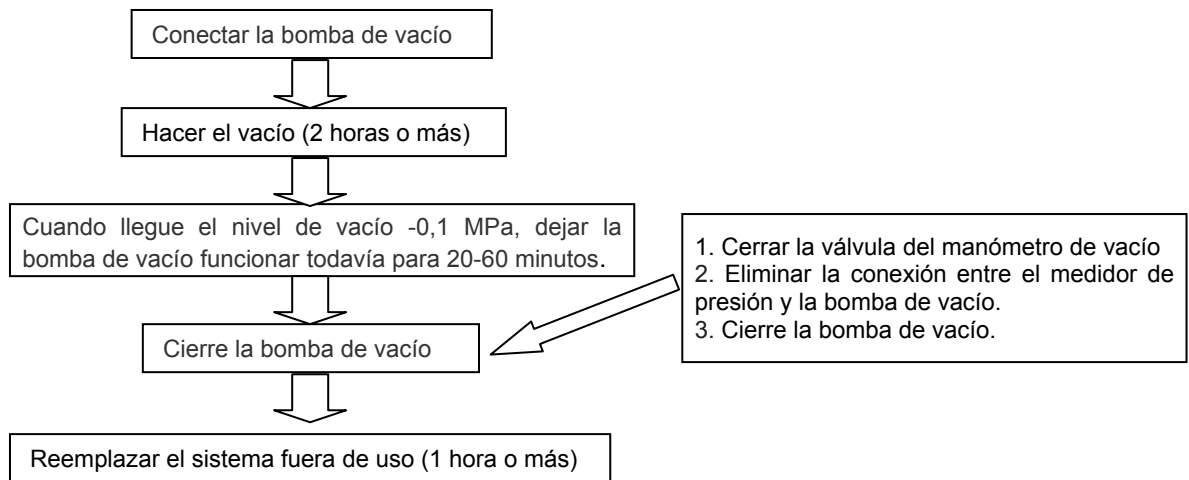 Conectar la bomba de vacío
Hacer el vacío (2 horas o más)
Cuando llegue el nivel de vacío -0,1 MPa, dejar la
bomba de vacío funcionar todavía para 20-60 minutos.
1. Cerrar la válvula del manómetro de vacío
2. Eliminar la conexión entre el medidor de
presión y la bomba de vacío.
3. Cierre la bomba de vacío.
Cierre la bomba de vacío
Reemplazar el sistema fuera de uso (1 hora o más)